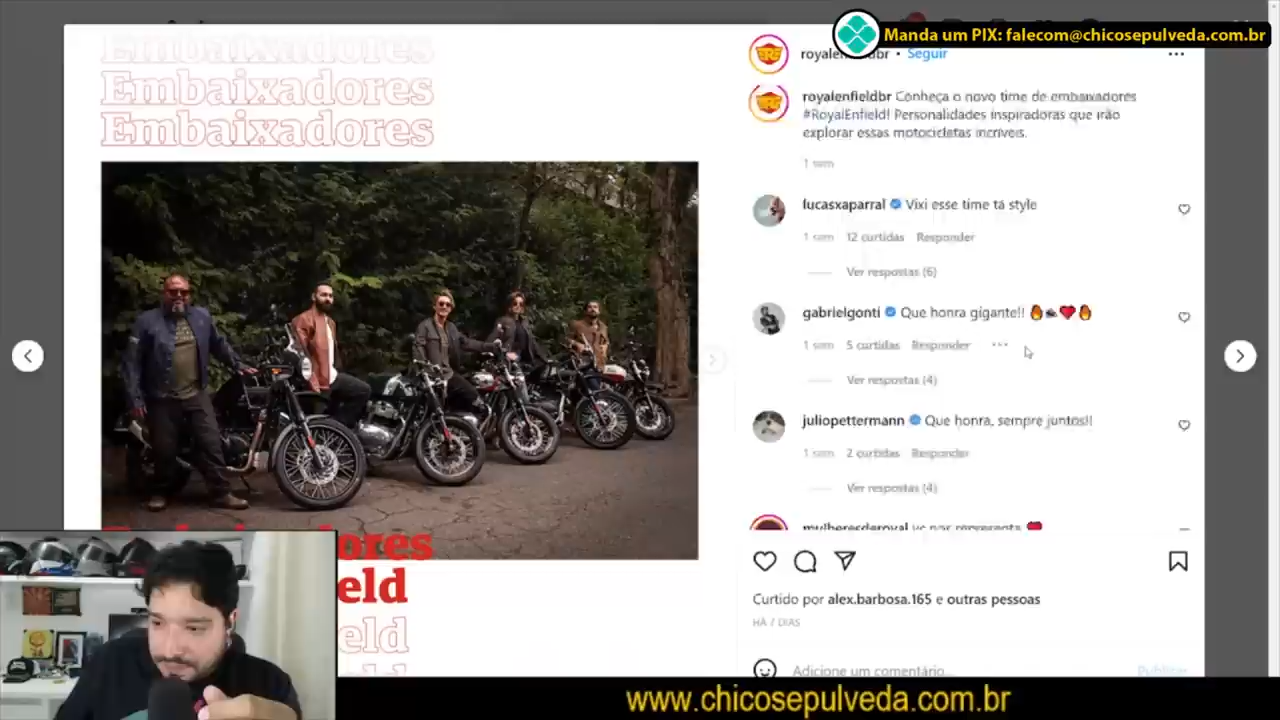 Manda um PIX: falecom@chicosepulveda.com.br
Embaixadores
Embaixadores
Embaixadores
ores
eld
eld
Seguir
royalenfieldbr Conheça o novo time de embaixadores
#RoyalEnfield! Personalidades inspiradoras que irão
explorar essas motocicletas incríveis.
1 sem
lucasxaparral Vixi esse time tá style
1 sem 12 curtidas Responder
Ver respostas (6)
gabrielgonti Que honra gigante!! 🔥🏍❤️🔥
1 sem 5 curtidas Responder ...
Ver respostas (4)
juliopettermann Que honra, sempre juntos!!
1 sem 2 curtidas Responder
Ver respostas (4)
mulheresderoyal vc nos representa ❤️
Curtido por alex.barbosa.165 e outras pessoas
HÁ 7 DIAS
Adicione um comentário...
Publicar
www.chicosepulveda.com.br